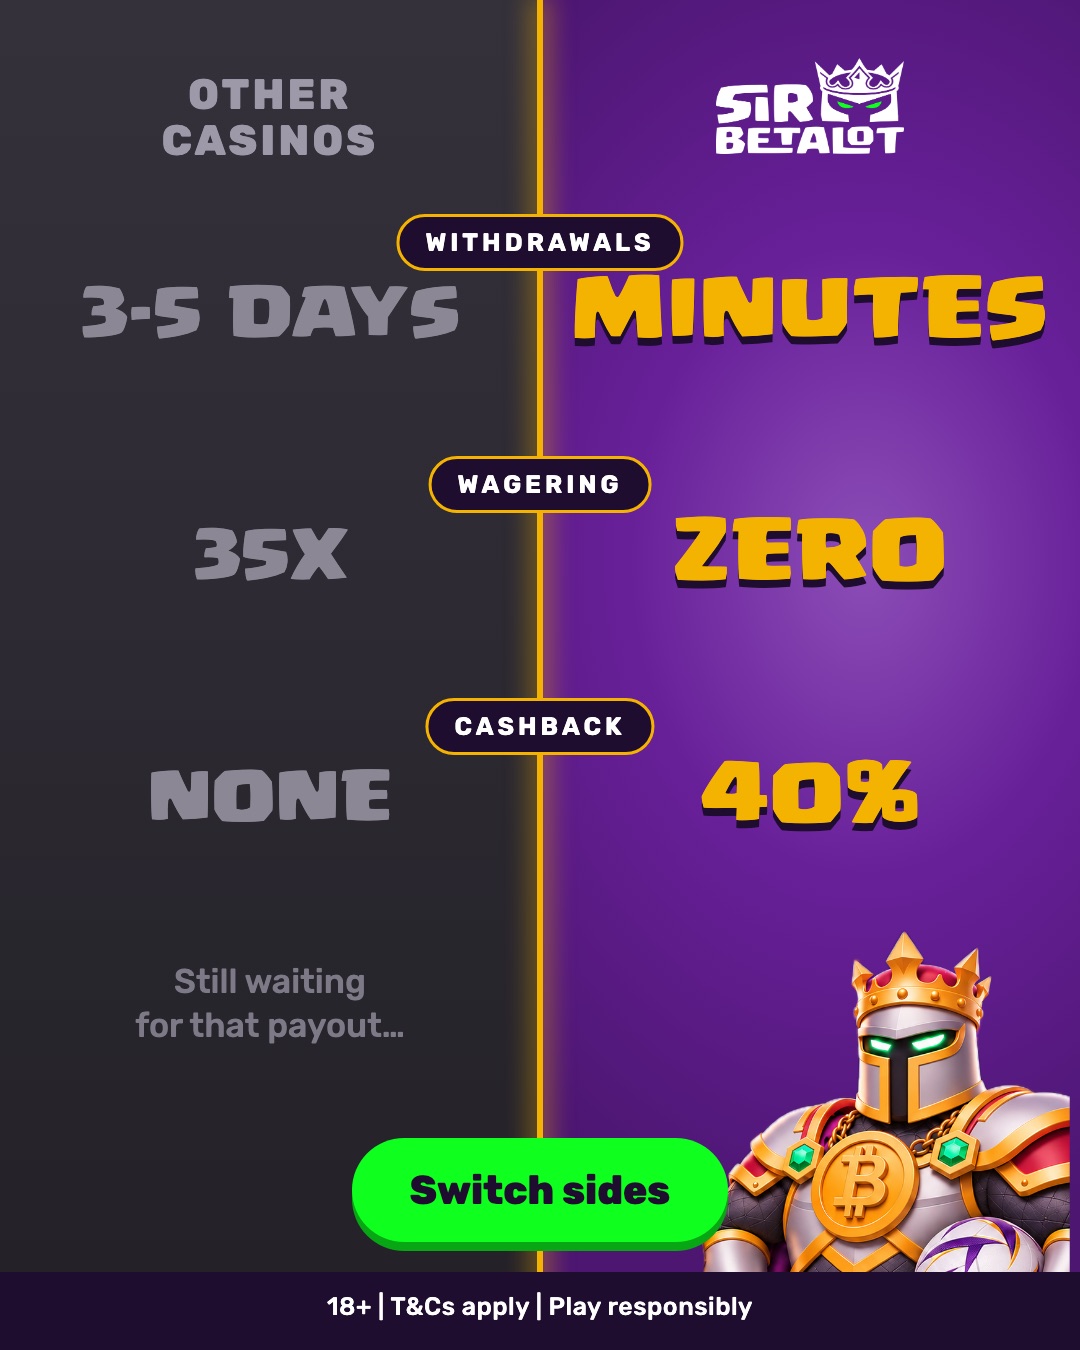 OTHER
CASINOS
SIR
BETALOT
WITHDRAWALS
3-5 DAYS
MINUTES
WAGERING
35X
ZERO
CASHBACK
NONE
40%
Still waiting
for that payout...
Switch sides
18+ | T&Cs apply | Play responsibly